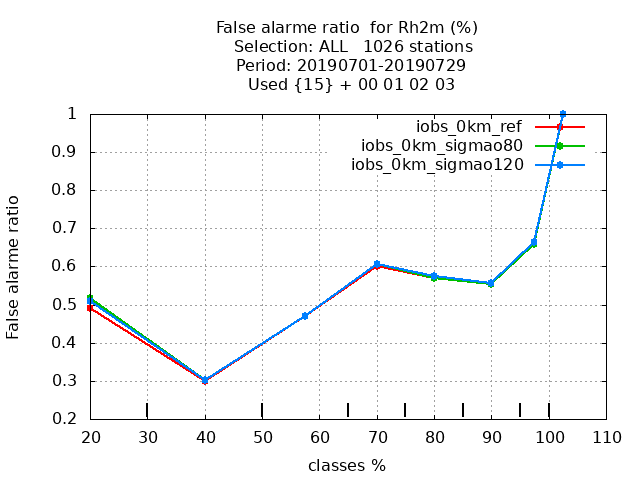 False alarme ratio  for Rh2m (%)
Selection: ALL   1026 stations
Period: 20190701-20190729
Used {15} + 00 01 02 03
iobs_0km_ref
iobs_0km_sigmao80
iobs_0km_sigmao120
False alarme ratio
1
0.9
0.8
0.7
0.6
0.5
0.4
0.3
0.2
20 30 40 50 60 70 80 90 100 110
classes %